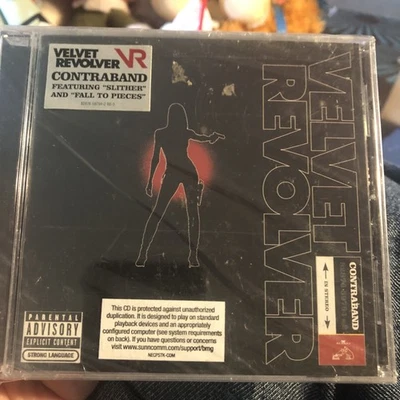 VELVET
REVOLVER VR
CONTRABAND
FEATURING "SLITHER"
AND "FALL TO PIECES"
VELVET
REVOLVER
CONTRABAND
IN STEREO
PARENTAL
ADVISORY
EXPLICIT CONTENT
STRONG LANGUAGE
This CD is protected against unauthorized
duplication. It is designed to play on standard
playback devices and an appropriately
configured computer (see system requirements
on back). If you have questions or concerns
visit www.sunncomm.com/support/bmg
NECPSTK-COM